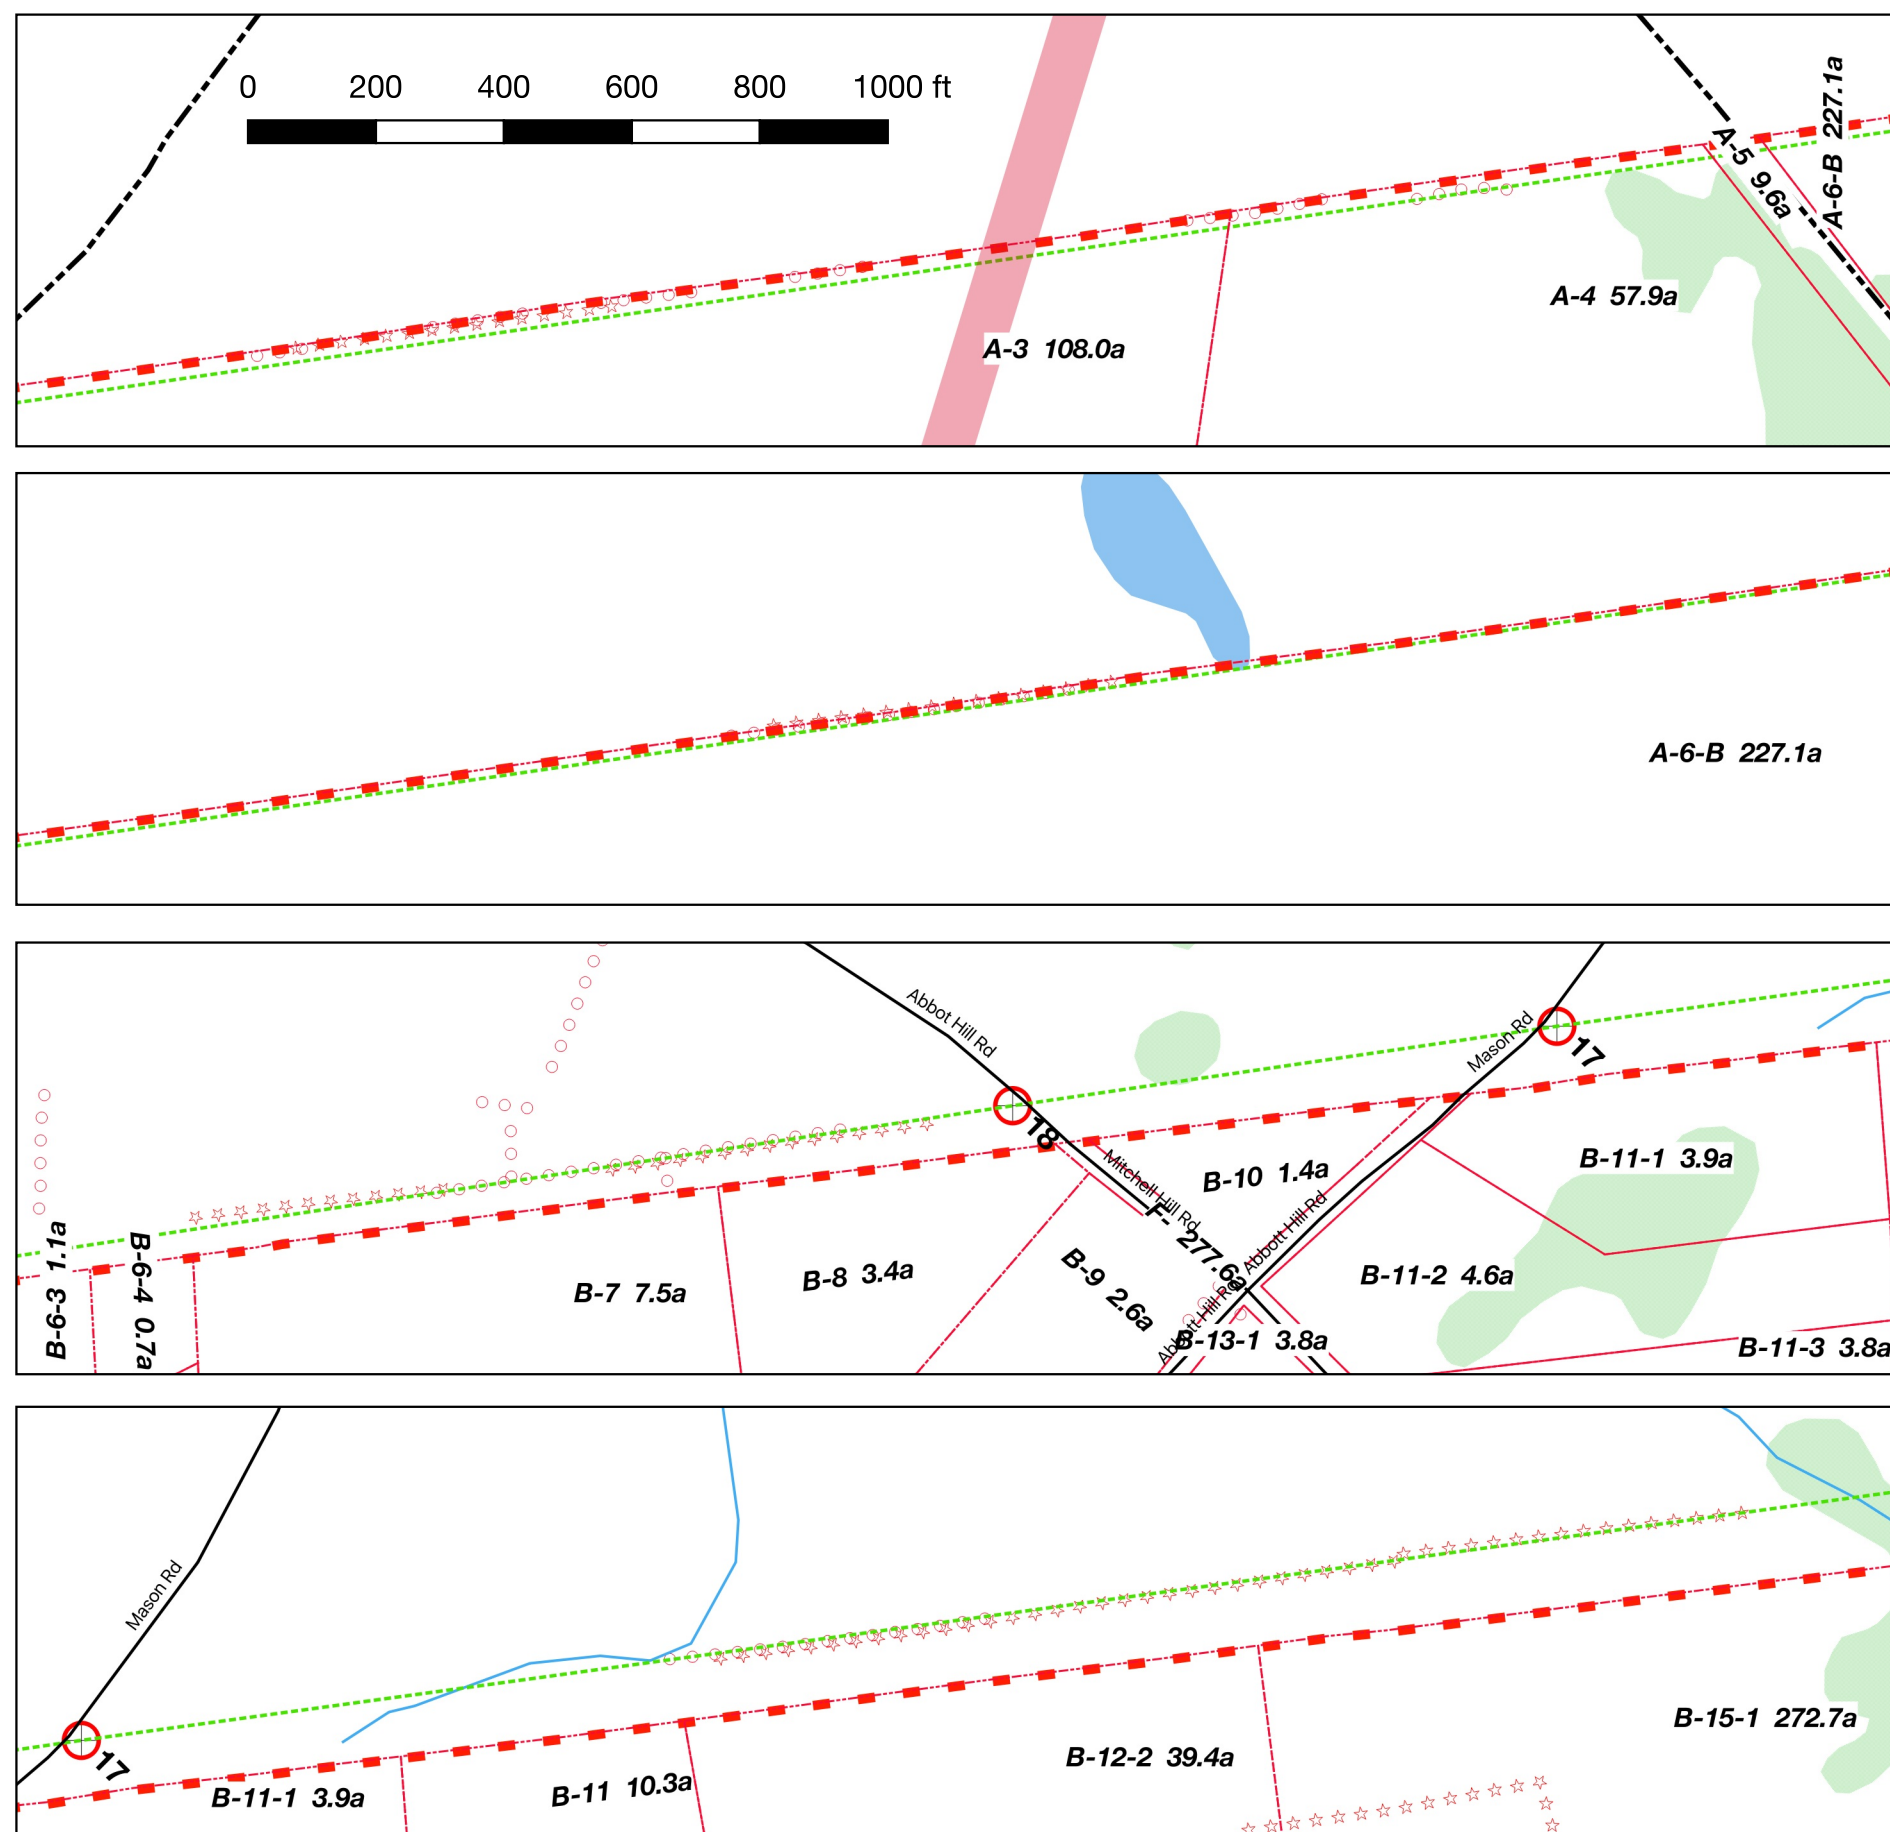 0 200 400 600 800 1000 ft
A-5 9.6a
A-6-B 227.1a
A-4 57.9a
A-3 108.0a
A-6-B 227.1a
Abbot Hill Rd
Mason Rd
17
18
Mitchell Hill Rd
B-10 1.4a
B-11-1 3.9a
F- 277.6a
Abbott Hill Rd
B-6-3 1.1a
B-6-4 0.7a
B-7 7.5a
B-8 3.4a
B-9 2.6a
B-11-2 4.6a
Abbott Hill Rd
B-13-1 3.8a
B-11-3 3.8a
Mason Rd
17
B-11-1 3.9a
B-11 10.3a
B-12-2 39.4a
B-15-1 272.7a